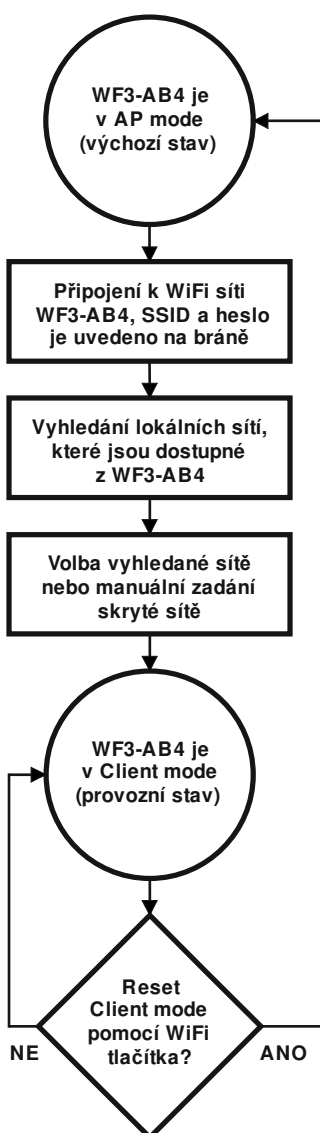 WF3-AB4 je
v AP mode
(výchozí stav)
Připojení k WiFi síti
WF3-AB4, SSID a heslo
je uvedeno na bráně
Vyhledání lokálních sítí,
které jsou dostupné
z WF3-AB4
Volba vyhledané sítě
nebo manuální zadání
skryté sítě
WF3-AB4 je
v Client mode
(provozní stav)
Reset
Client mode
pomocí WiFi
tlačítka?
NE
ANO